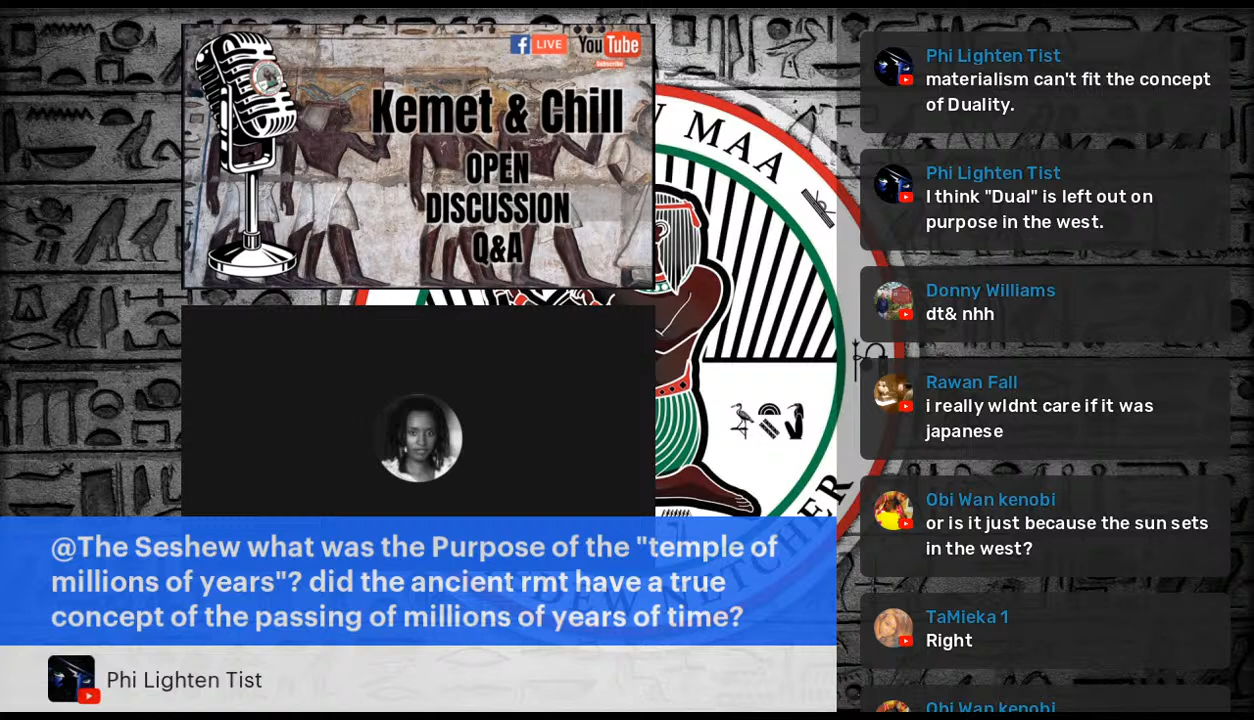 LIVE
YouTube
Subscribe
Kemet & Chill
OPEN
DISCUSSION
Q&A
MAA
@The Seshew what was the Purpose of the "temple of
millions of years"? did the ancient rmt have a true
concept of the passing of millions of years of time?
Phi Lighten Tist
Phi Lighten Tist
materialism can't fit the concept
of Duality.
Phi Lighten Tist
I think "Dual" is left out on
purpose in the west.
Donny Williams
dt& nhh
Rawan Fall
i really wldnt care if it was
japanese
Obi Wan kenobi
or is it just because the sun sets
in the west?
TaMieka 1
Right
Obi Wan kenobi